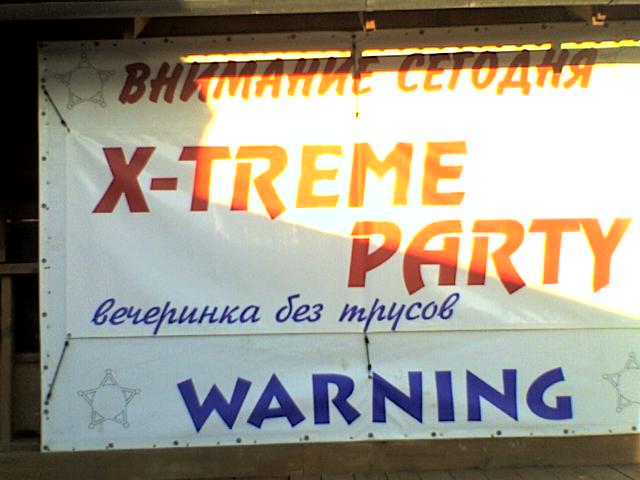 ВНИМАНИЕ СЕГОДНЯ
X-TREME
PARTY
вечеринка без трусов
WARNING